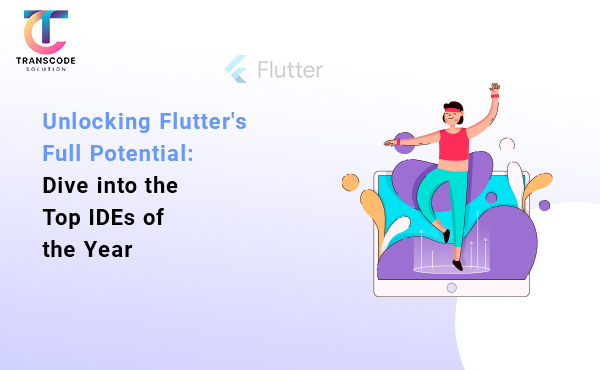 TRANSCODE
SOLUTION
Flutter
Unlocking Flutter's
Full Potential:
Dive into the
Top IDEs of
the Year